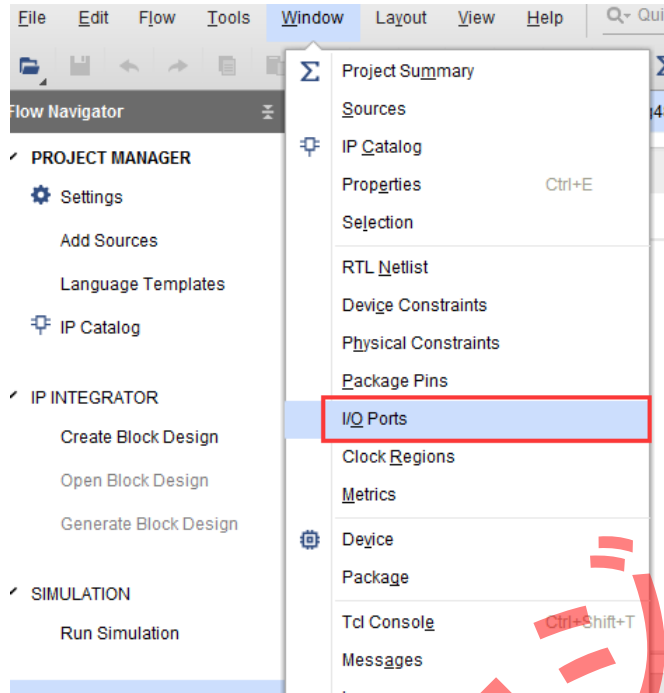 File Edit Flow Tools Window Layout View Help Qui
Flow Navigator
PROJECT MANAGER
Settings
Add Sources
Language Templates
IP Catalog
IP INTEGRATOR
Create Block Design
Open Block Design
Generate Block Design
SIMULATION
Run Simulation
Project Summary
Sources
IP Catalog
Properties Ctrl+E
Selection
RTL Netlist
Device Constraints
Physical Constraints
Package Pins
I/O Ports
Clock Regions
Metrics
Device
Package
Tcl Console Ctrl+Shift+T
Messages